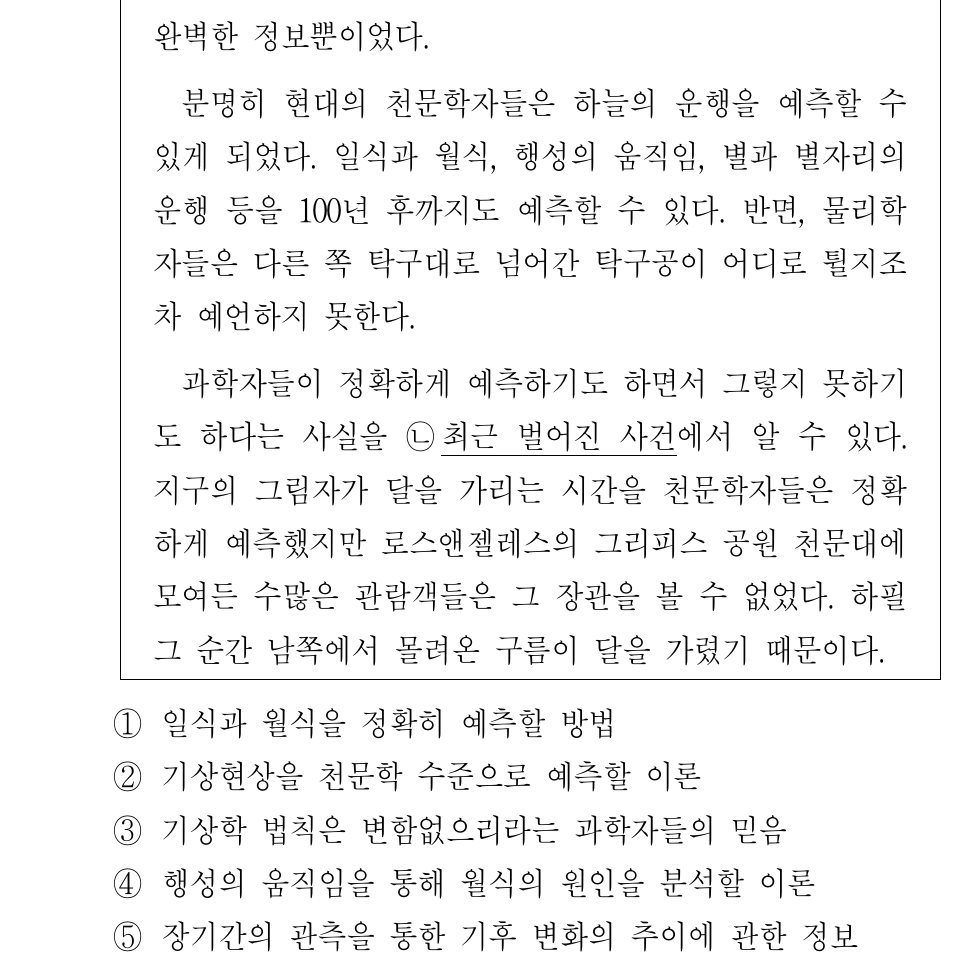 완벽한 정보뿐이었다.
분명히 현대의 천문학자들은 하늘의 운행을 예측할 수
있게 되었다. 일식과 월식, 행성의 움직임, 별과 별자리의
운행 등을 100년 후까지도 예측할 수 있다. 반면, 물리학
자들은 다른 쪽 탁구대로 넘어간 탁구공이 어디로 튈지조
차 예언하지 못한다.
과학자들이 정확하게 예측하기도 하면서 그렇지 못하기
도 하다는 사실을 ㉡최근 벌어진 사건에서 알 수 있다.
지구의 그림자가 달을 가리는 시간을 천문학자들은 정확
하게 예측했지만 로스앤젤레스의 그리피스 공원 천문대에
모여든 수많은 관람객들은 그 장관을 볼 수 없었다. 하필
그 순간 남쪽에서 몰려온 구름이 달을 가렸기 때문이다.
① 일식과 월식을 정확히 예측할 방법
② 기상현상을 천문학 수준으로 예측할 이론
③ 기상학 법칙은 변함없으리라는 과학자들의 믿음
④ 행성의 움직임을 통해 월식의 원인을 분석할 이론
⑤ 장기간의 관측을 통한 기후 변화의 추이에 관한 정보